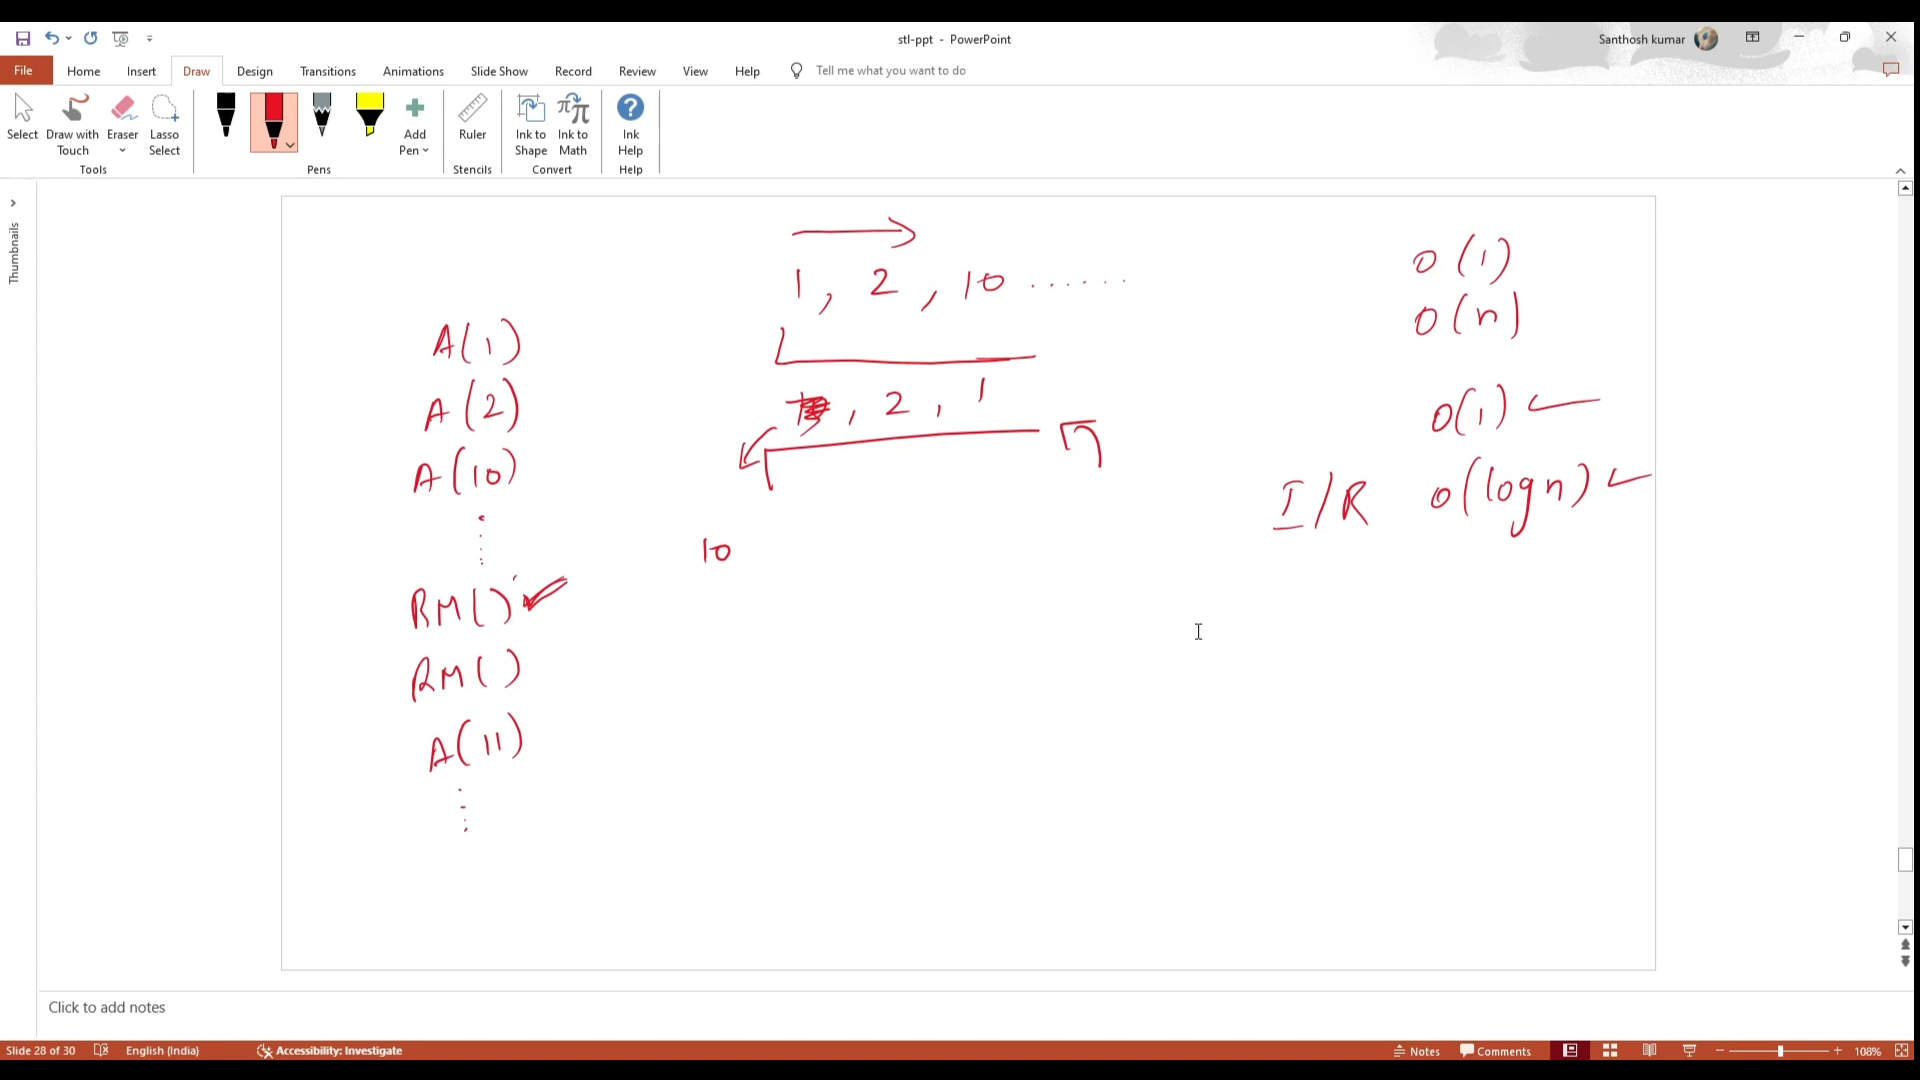 stl-ppt - PowerPoint
Santhosh kumar
File Home Insert Draw Design Transitions Animations Slide Show Record Review View Help Tell me what you want to do
Select
Draw with Touch
Eraser
Lasso Select
Add Pen
Ruler
Ink to Shape
Ink to Math
Ink Help
Tools
Pens
Stencils
Convert
Help
Thumbnails
1, 2, 10 ......
, 2, 1
10
A(1)
A(2)
A(10)
RM()
RM()
A(11)
O(1)
O(n)
O(1)
I/R O(log n)
Click to add notes
Slide 28 of 30 English (India) Accessibility: Investigate Notes Comments 108%